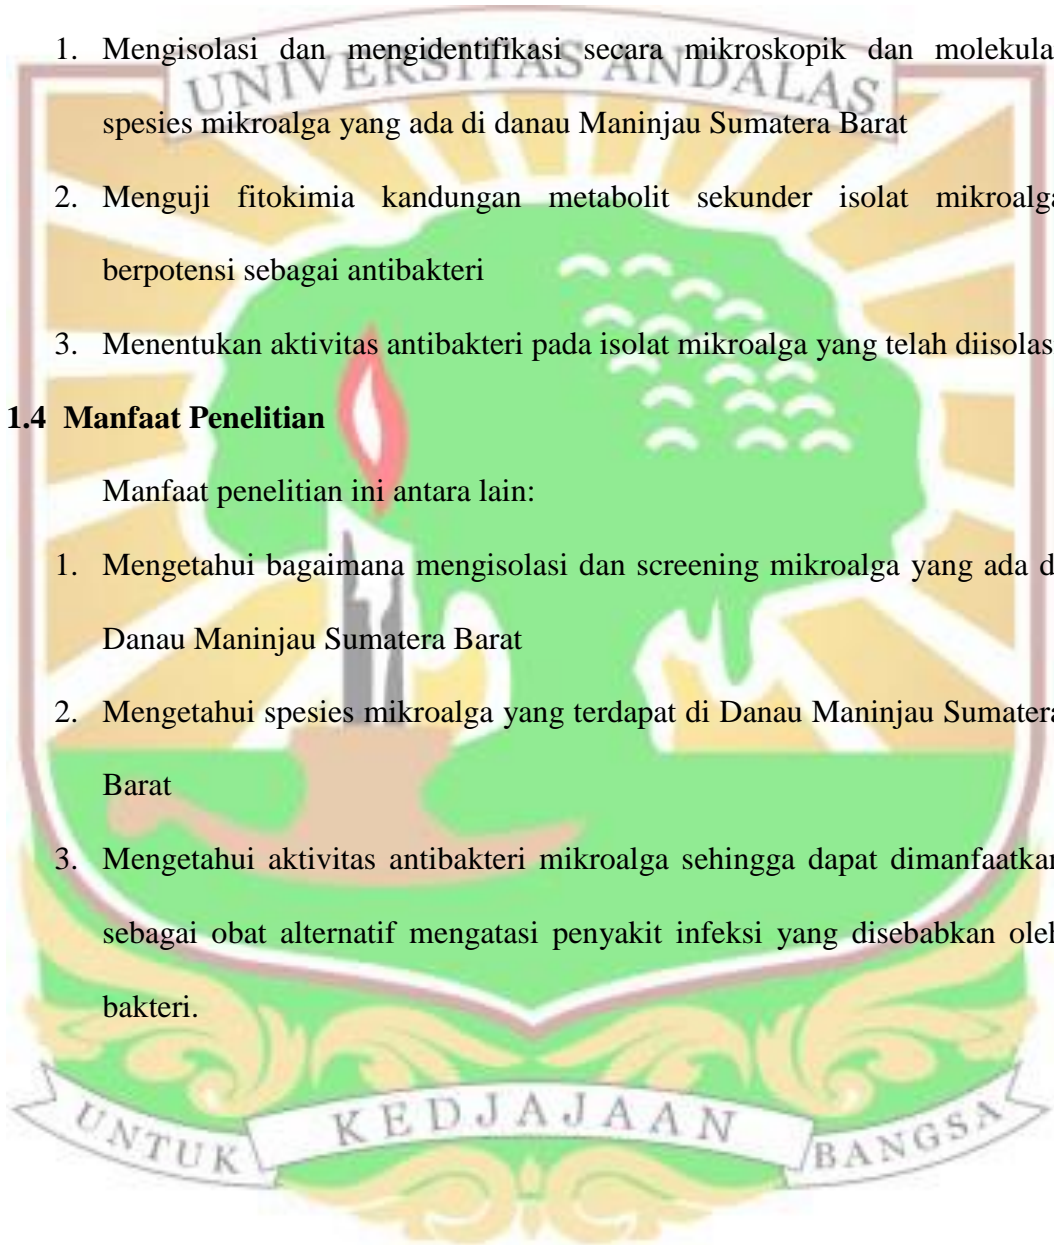 1. Mengisolasi dan mengidentifikasi secara mikroskopik dan molekula
UNIVERSITAS ANDALAS
spesies mikroalga yang ada di danau Maninjau Sumatera Barat
2. Menguji fitokimia kandungan metabolit sekunder isolat mikroalga
berpotensi sebagai antibakteri
3. Menentukan aktivitas antibakteri pada isolat mikroalga yang telah diisolas
1.4 Manfaat Penelitian
Manfaat penelitian ini antara lain:
1. Mengetahui bagaimana mengisolasi dan screening mikroalga yang ada d
Danau Maninjau Sumatera Barat
2. Mengetahui spesies mikroalga yang terdapat di Danau Maninjau Sumatera
Barat
3. Mengetahui aktivitas antibakteri mikroalga sehingga dapat dimanfaatkan
sebagai obat alternatif mengatasi penyakit infeksi yang disebabkan oleh
bakteri.
UNTUK KEDJAJAAN BANGSA